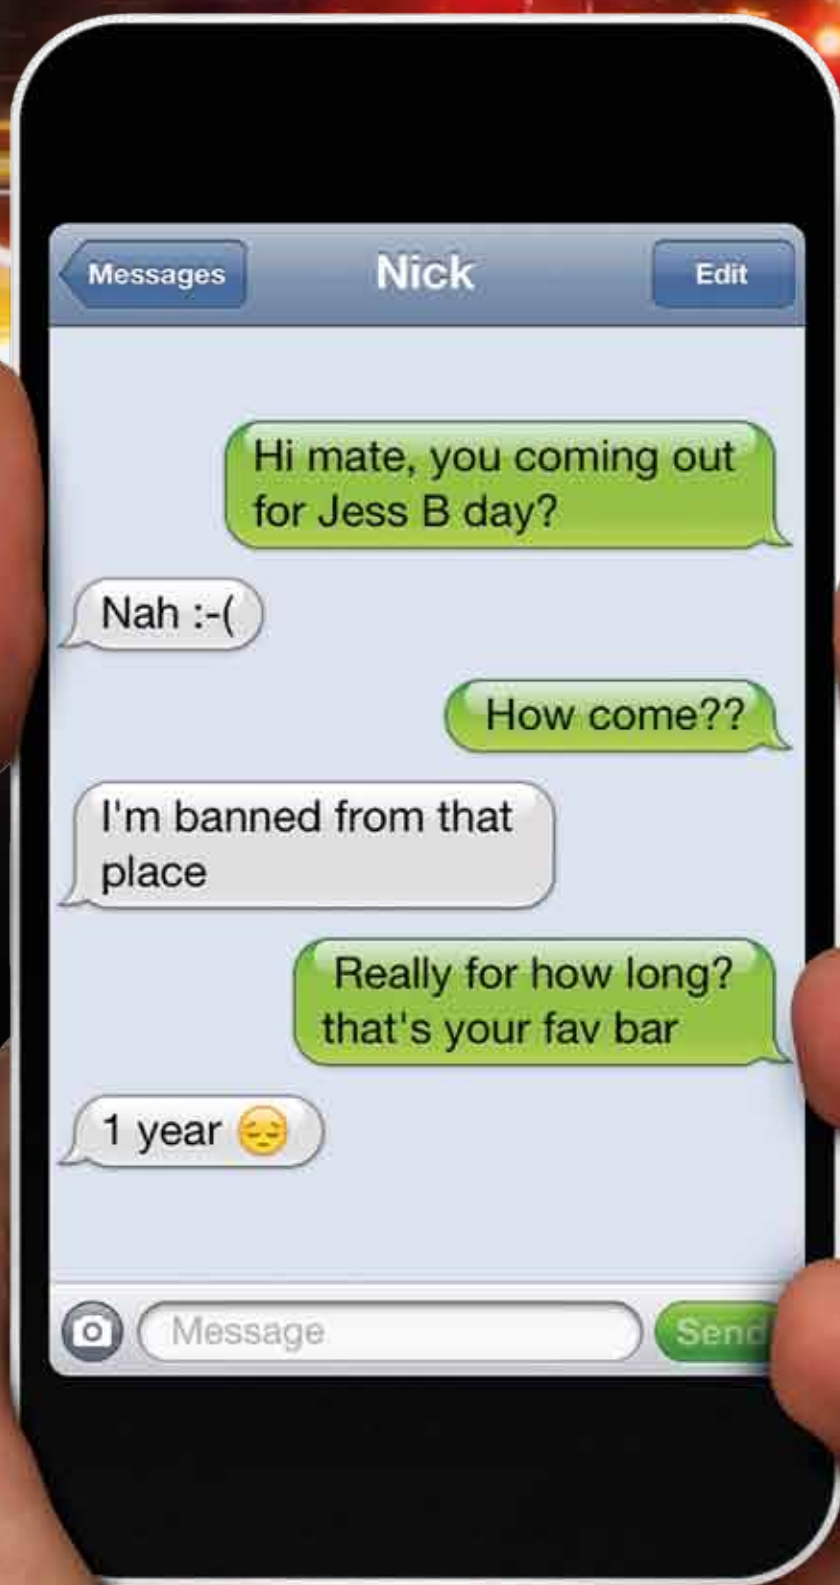 Messages Nick Edit
Hi mate, you coming out
for Jess B day?
Nah :-(
How come??
I'm banned from that
place
Really for how long?
that's your fav bar
1 year 😔
Message Send